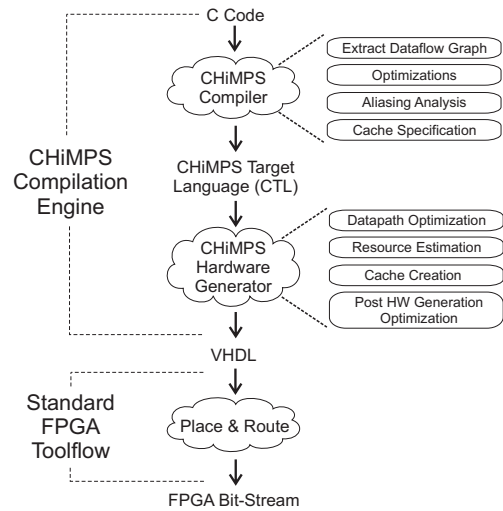 C Code
CHiMPS
Compiler
Extract Dataflow Graph
Optimizations
Aliasing Analysis
Cache Specification
CHiMPS
Compilation
Engine
CHiMPS Target
Language (CTL)
CHiMPS
Hardware
Generator
Datapath Optimization
Resource Estimation
Cache Creation
Post HW Generation
Optimization
VHDL
Standard
FPGA
Toolflow
Place & Route
FPGA Bit-Stream